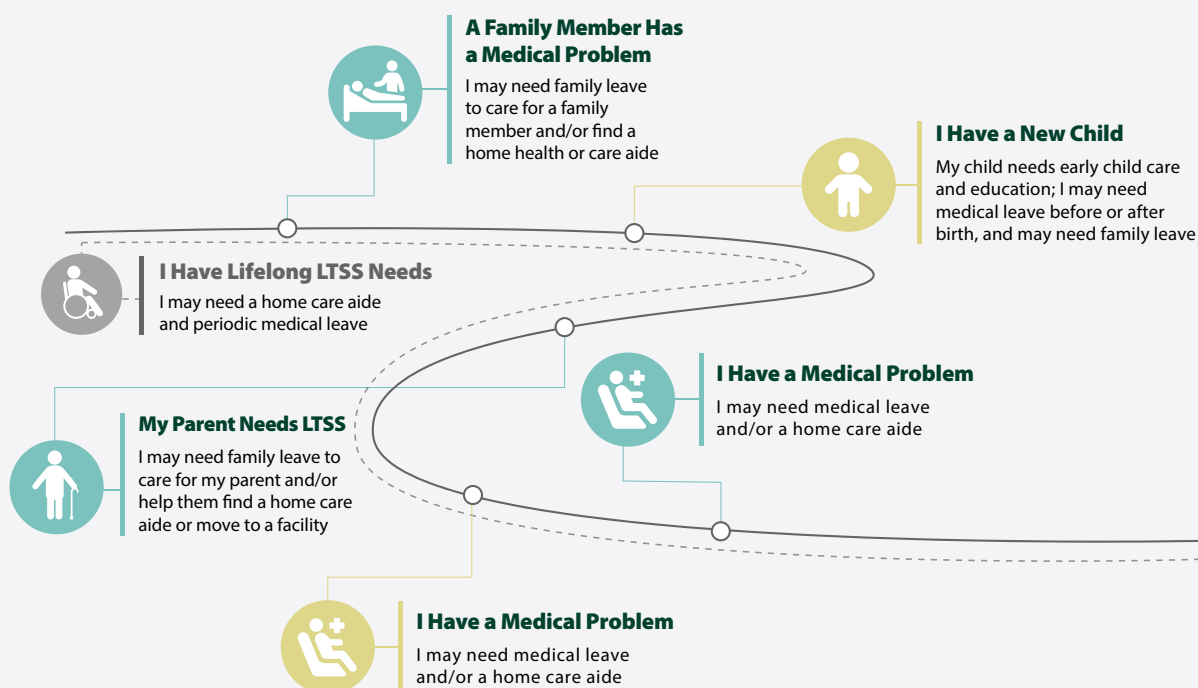 A Family Member Has
a Medical Problem
I may need family leave
to care for a family
member and/or find a
home health or care aide
I Have a New Child
My child needs early child care
and education; I may need
medical leave before or after
birth, and may need family leave
I Have Lifelong LTSS Needs
I may need a home care aide
and periodic medical leave
I Have a Medical Problem
I may need medical leave
and/or a home care aide
My Parent Needs LTSS
I may need family leave to
care for my parent and/or
help them find a home care
aide or move to a facility
I Have a Medical Problem
I may need medical leave
and/or a home care aide